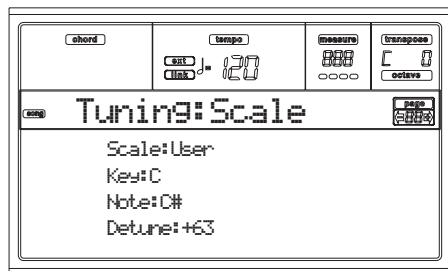 chord tempo measure transpose
ext link ♩= 120 888 C 0
octave
song Tuning:Scale page
88
Scale:User
Key:C
Note:C#
Detune:+63